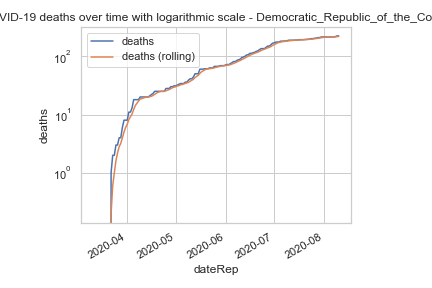 VID-19 deaths over time with logarithmic scale - Democratic_Republic_of_the_Co
deaths
deaths (rolling)
10²
10¹
10⁰
deaths
2020-04
2020-05
2020-06
2020-07
2020-08
dateRep